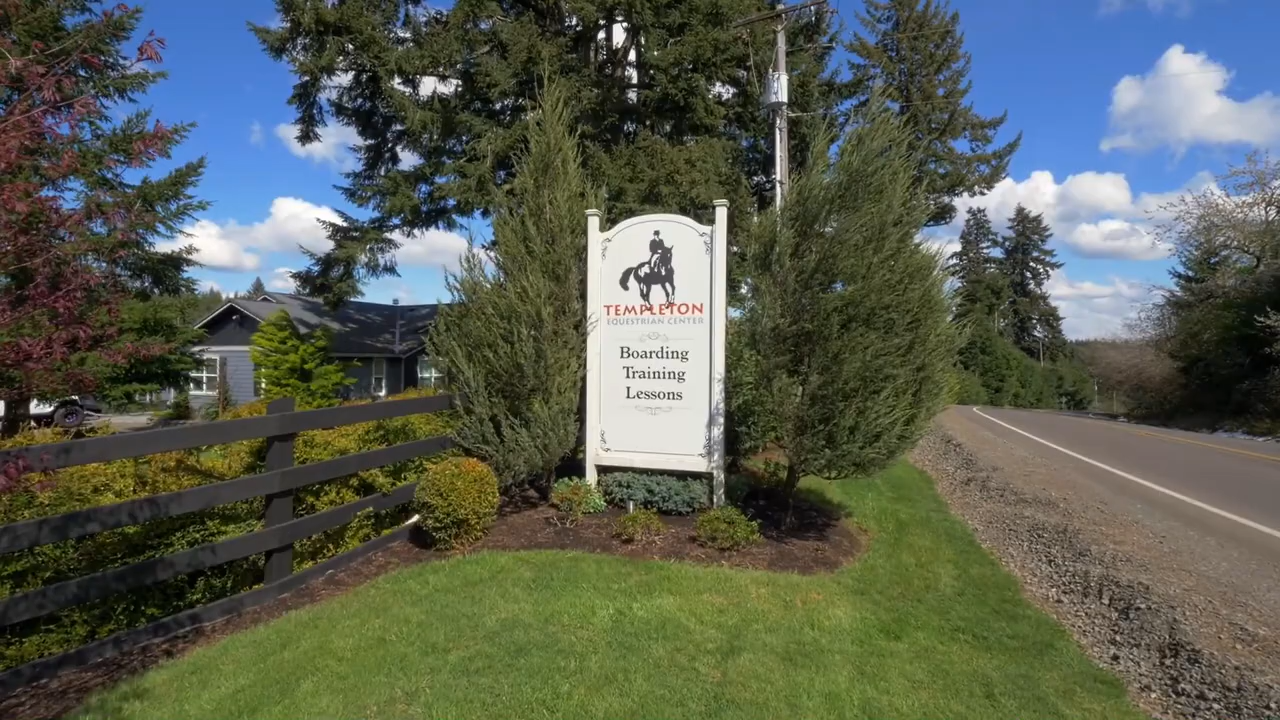 TEMPLETON
EQUESTRIAN CENTER
Boarding
Training
Lessons